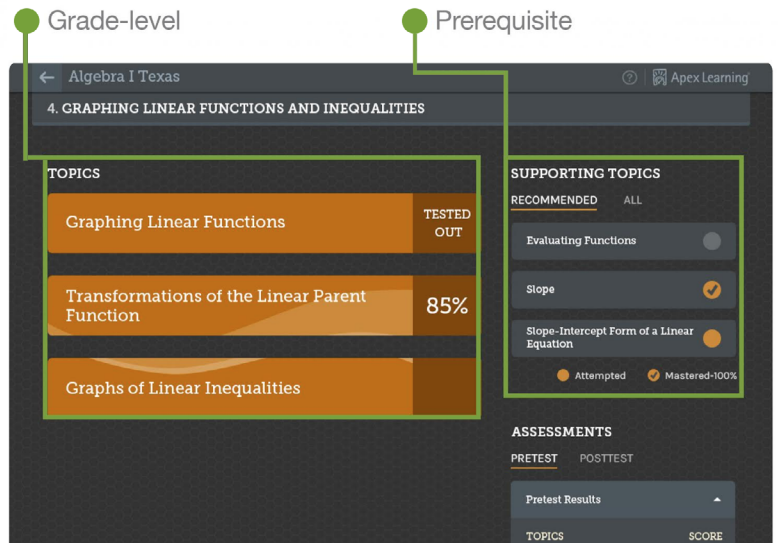 Grade-level
Prerequisite
← Algebra I Texas
? Apex Learning
4. GRAPHING LINEAR FUNCTIONS AND INEQUALITIES
TOPICS
Graphing Linear Functions
TESTED
OUT
Transformations of the Linear Parent
Function
85%
Graphs of Linear Inequalities
SUPPORTING TOPICS
RECOMMENDED ALL
Evaluating Functions
Slope
Slope-Intercept Form of a Linear
Equation
Attempted Mastered-100%
ASSESSMENTS
PRETEST POSTTEST
Pretest Results
TOPICS SCORE